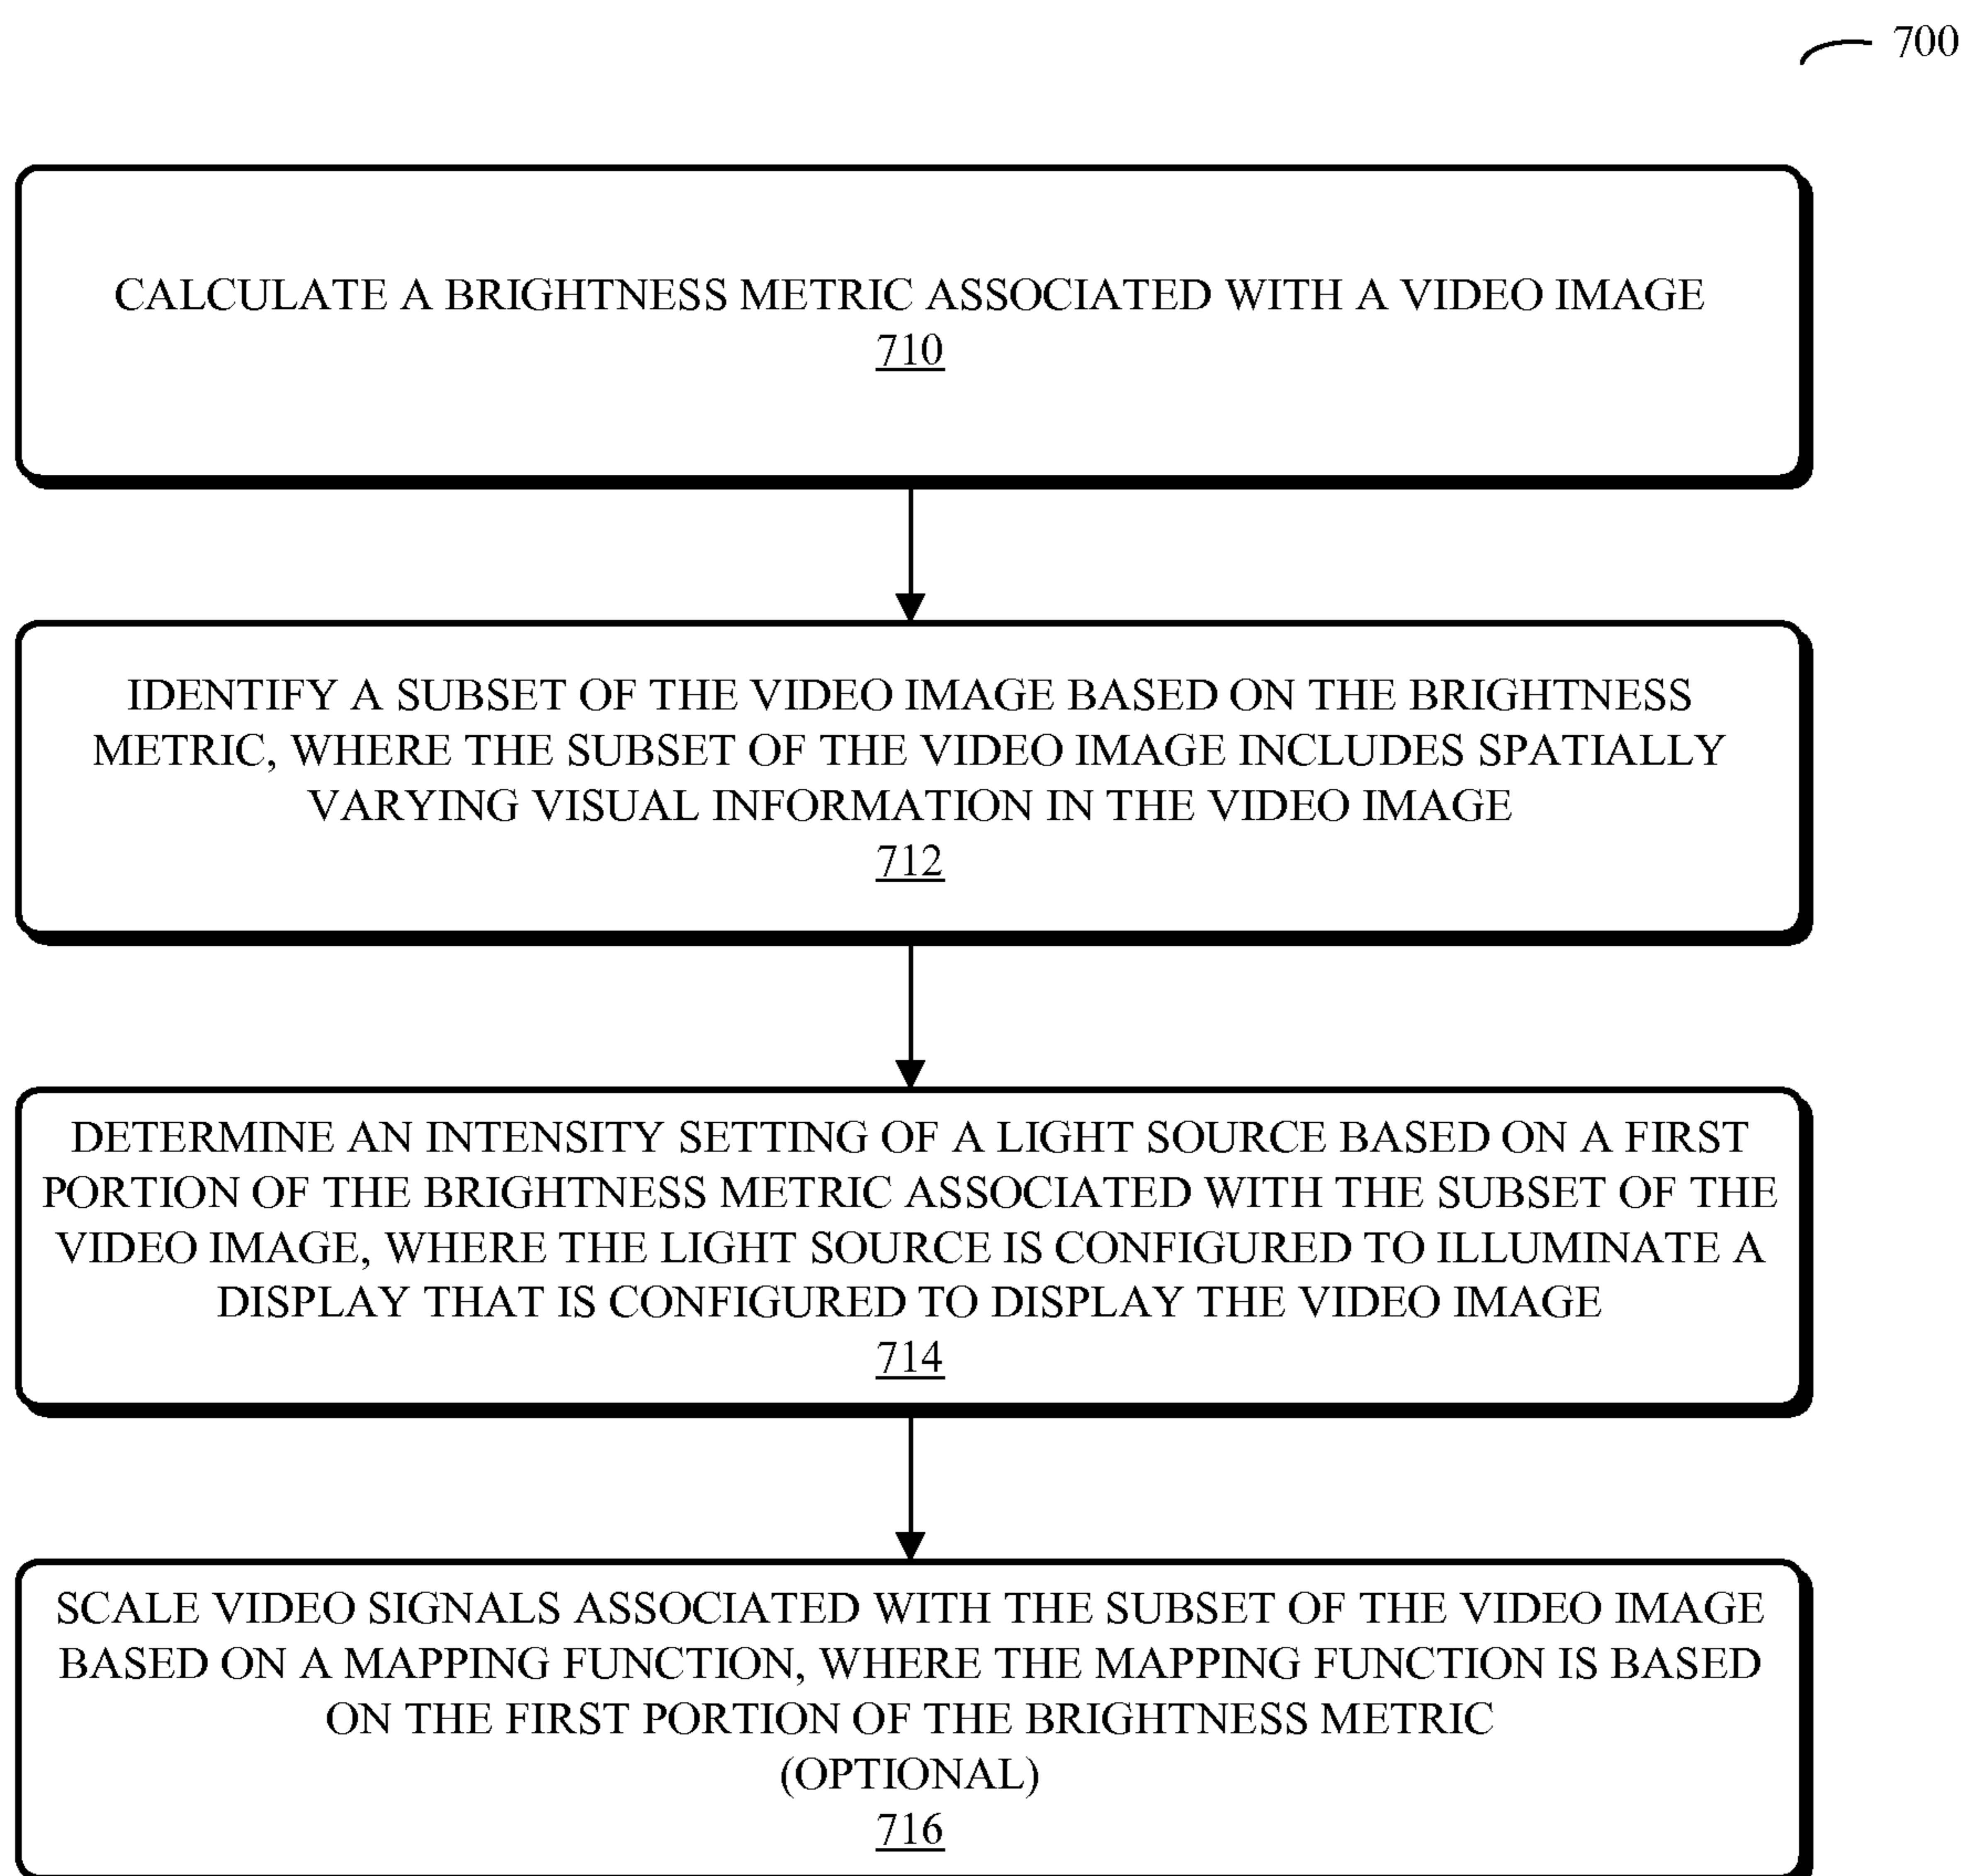 700
CALCULATE A BRIGHTNESS METRIC ASSOCIATED WITH A VIDEO IMAGE
710
IDENTIFY A SUBSET OF THE VIDEO IMAGE BASED ON THE BRIGHTNESS
METRIC, WHERE THE SUBSET OF THE VIDEO IMAGE INCLUDES SPATIALLY
VARYING VISUAL INFORMATION IN THE VIDEO IMAGE
712
DETERMINE AN INTENSITY SETTING OF A LIGHT SOURCE BASED ON A FIRST
PORTION OF THE BRIGHTNESS METRIC ASSOCIATED WITH THE SUBSET OF THE
VIDEO IMAGE, WHERE THE LIGHT SOURCE IS CONFIGURED TO ILLUMINATE A
DISPLAY THAT IS CONFIGURED TO DISPLAY THE VIDEO IMAGE
714
SCALE VIDEO SIGNALS ASSOCIATED WITH THE SUBSET OF THE VIDEO IMAGE
BASED ON A MAPPING FUNCTION, WHERE THE MAPPING FUNCTION IS BASED
ON THE FIRST PORTION OF THE BRIGHTNESS METRIC
(OPTIONAL)
716